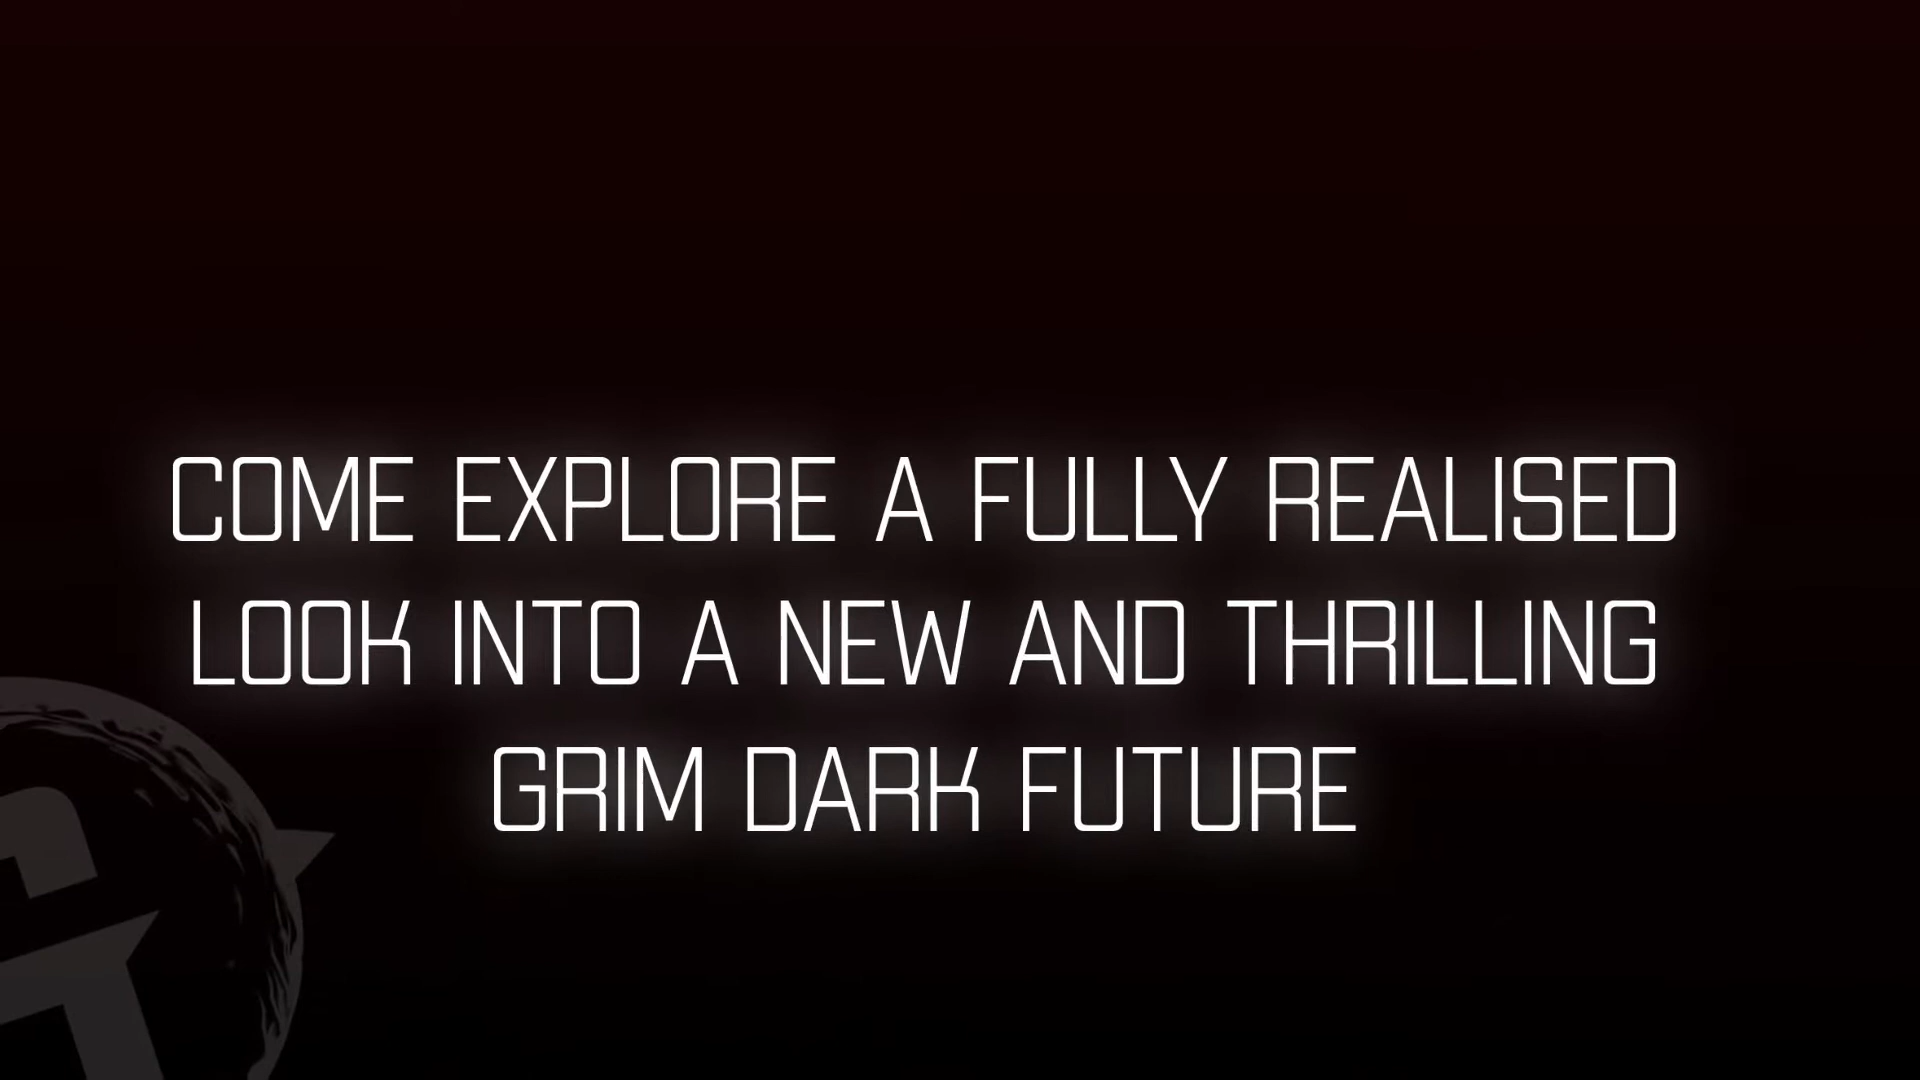 COME EXPLORE A FULLY REALISED
LOOK INTO A NEW AND THRILLING
GRIM DARK FUTURE